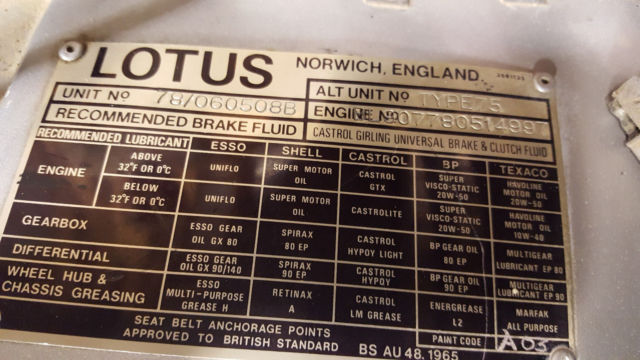 LOTUS NORWICH, ENGLAND.
UNIT Nº 78/060508B ALT UNIT Nº TYPE75
RECOMMENDED BRAKE FLUID ENGINE Nº
CASTROL GIRLING UNIVERSAL BRAKE & CLUTCH FLUID
RECOMMENDED LUBRICANT ESSO SHELL CASTROL BP TEXACO
ENGINE
ABOVE 32°F OR 0°C UNIFLO SUPER MOTOR OIL CASTROL GTX SUPER VISCO-STATIC 20W-50 HAVOLINE MOTOR OIL 20W-50
BELOW 32°F OR 0°C UNIFLO SUPER MOTOR OIL CASTROLITE SUPER VISCO-STATIC 20W-50 HAVOLINE MOTOR OIL 10W-40
GEARBOX ESSO GEAR OIL GX 80 SPIRAX 80 EP CASTROL HYPOY LIGHT BP GEAR OIL 80 EP MULTIGEAR LUBRICANT EP 80
DIFFERENTIAL ESSO GEAR OIL GX 90/140 SPIRAX 90 EP CASTROL HYPOY BP GEAR OIL 90 EP MULTIGEAR LUBRICANT EP 90
WHEEL HUB & CHASSIS GREASING ESSO MULTI-PURPOSE GREASE H RETINAX A CASTROL LM GREASE ENERGREASE L2 MARFAK ALL PURPOSE
SEAT BELT ANCHORAGE POINTS PAINT CODE A03
APPROVED TO BRITISH STANDARD BS AU 48.1965